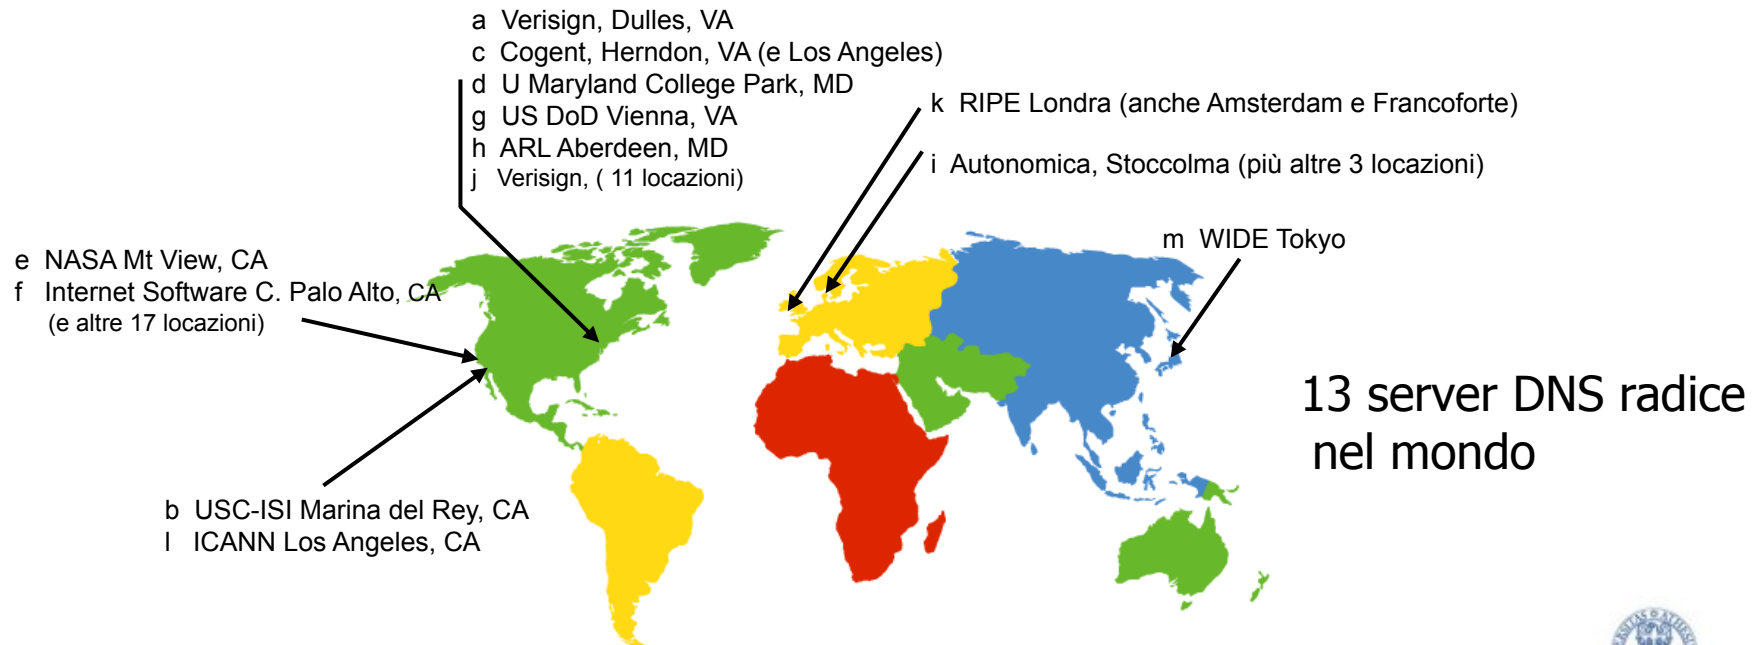 a Verisign, Dulles, VA
c Cogent, Herndon, VA (e Los Angeles)
d U Maryland College Park, MD
g US DoD Vienna, VA
h ARL Aberdeen, MD
j Verisign, ( 11 locazioni)
k RIPE Londra (anche Amsterdam e Francoforte)
i Autonomica, Stoccolma (più altre 3 locazioni)
m WIDE Tokyo
e NASA Mt View, CA
f Internet Software C. Palo Alto, CA
(e altre 17 locazioni)
b USC-ISI Marina del Rey, CA
l ICANN Los Angeles, CA
13 server DNS radice
nel mondo